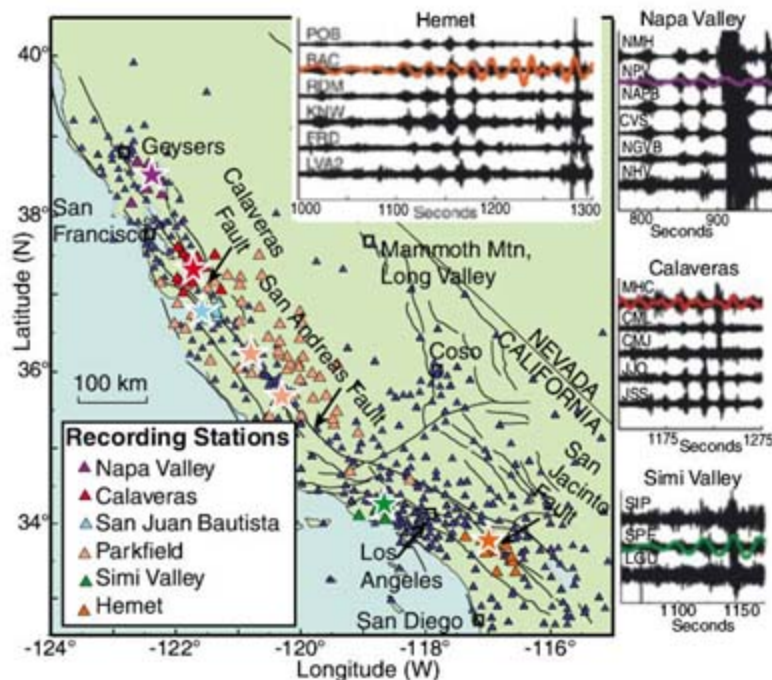 Hemet
POB
BAC
RDM
KNW
FRD
LVA2
1000 1100 1200 1300
Seconds
Napa Valley
NMH
NPV
NAPB
CVS
NGVB
NHV
800 900
Seconds
Calaveras
MHC
CML
CMJ
JJO
JSS
1175 Seconds 1275
Simi Valley
SIP
SPE
LGU
1100 1150
Seconds
40°
38°
36°
34°
Latitude (N)
Geysers
San
Francisco
Calaveras
Fault
San Andreas Fault
Mammoth Mtn,
Long Valley
NEVADA
CALIFORNIA
Coso
San
Jacinto
Fault
Los
Angeles
San Diego
100 km
Recording Stations
Napa Valley
Calaveras
San Juan Bautista
Parkfield
Simi Valley
Hemet
-124° -122° -120° -118° -116°
Longitude (W)